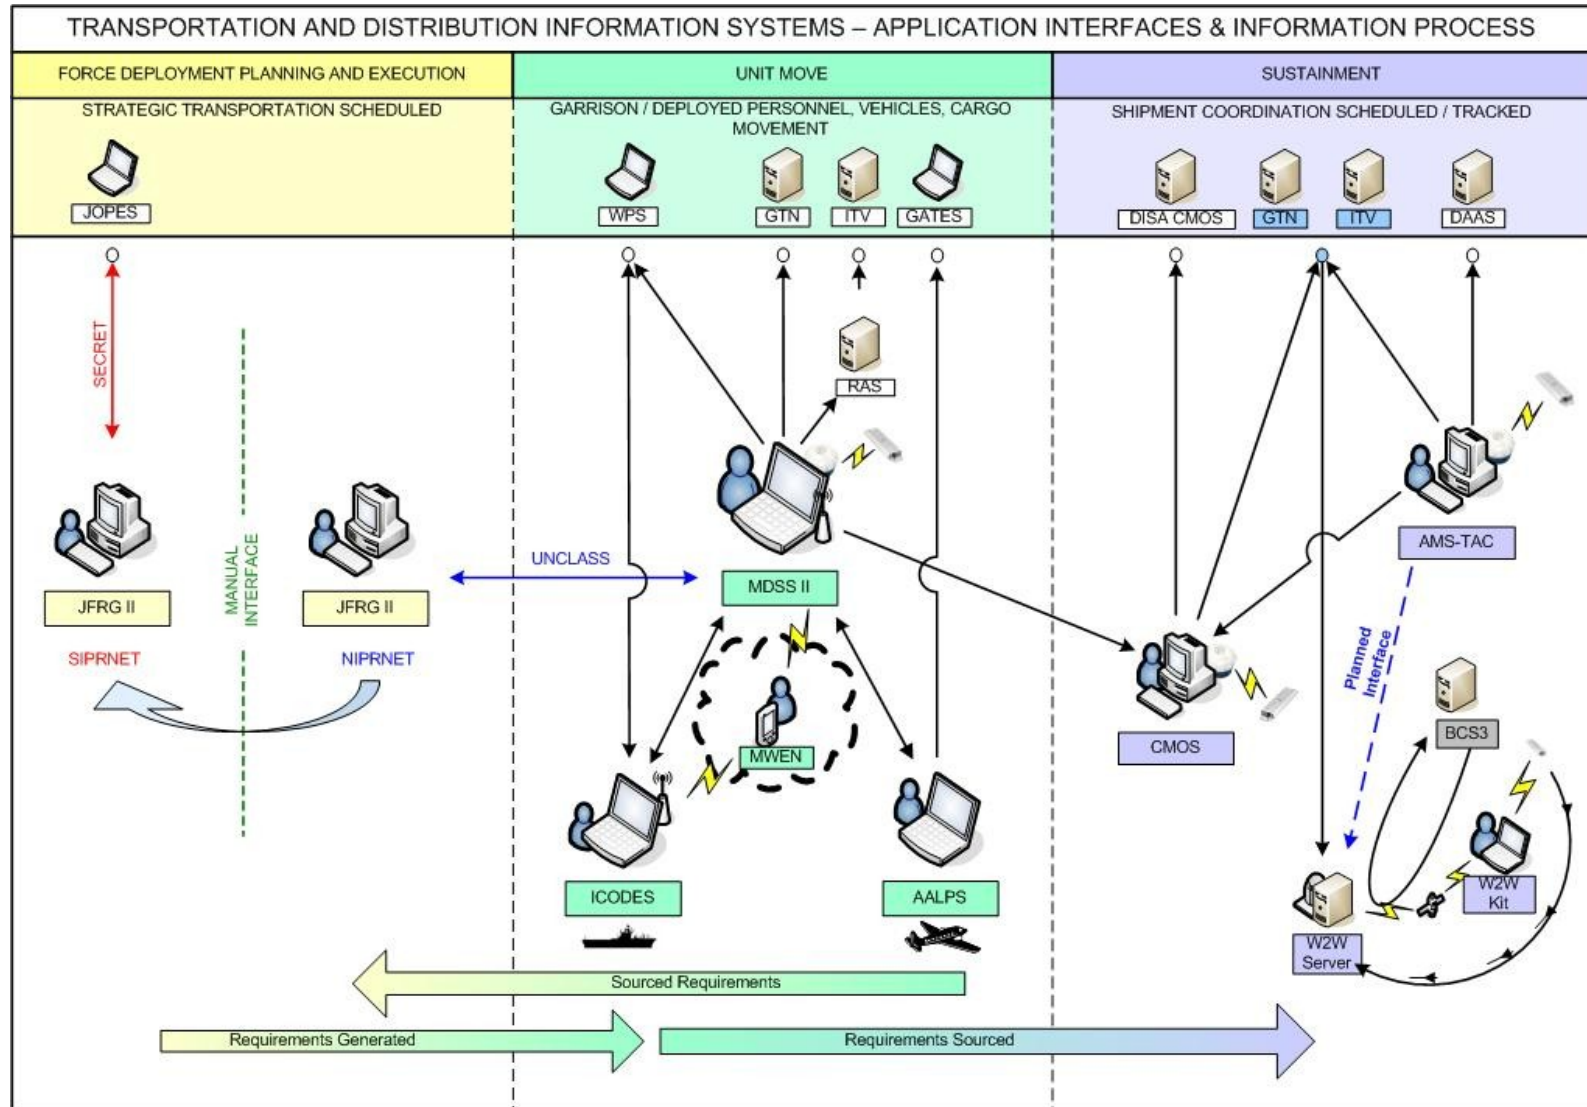 TRANSPORTATION AND DISTRIBUTION INFORMATION SYSTEMS – APPLICATION INTERFACES & INFORMATION PROCESS
FORCE DEPLOYMENT PLANNING AND EXECUTION
UNIT MOVE
SUSTAINMENT
STRATEGIC TRANSPORTATION SCHEDULED
GARRISON / DEPLOYED PERSONNEL, VEHICLES, CARGO
MOVEMENT
SHIPMENT COORDINATION SCHEDULED / TRACKED
JOPES
WPS
GTN
ITV
GATES
DISA CMOS
GTN
ITV
DAAS
SECRET
RAS
MANUAL
INTERFACE
UNCLASS
JFRG II
JFRG II
SIPRNET
NIPRNET
MDSS II
MWEN
ICODES
AALPS
AMS-TAC
CMOS
Planned
Interface
BCS3
W2W
Kit
W2W
Server
Sourced Requirements
Requirements Generated
Requirements Sourced